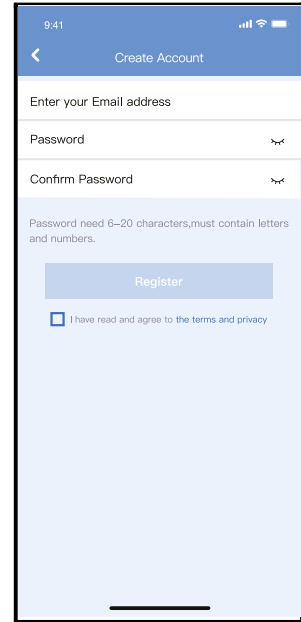 9:41
Create Account
Enter your Email address
Password
Confirm Password
Password need 6–20 characters,must contain letters
and numbers.
Register
I have read and agree to the terms and privacy